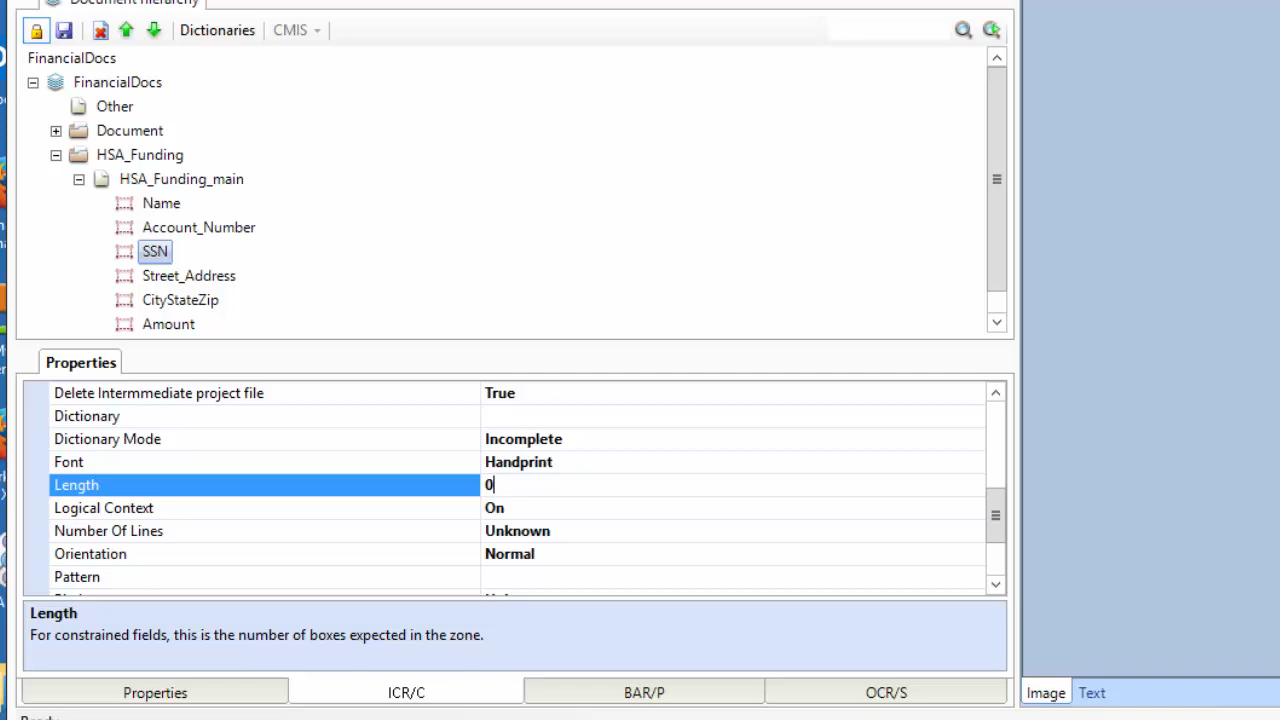 Document Hierarchy
Dictionaries CMIS
FinancialDocs
FinancialDocs
Other
Document
HSA_Funding
HSA_Funding_main
Name
Account_Number
SSN
Street_Address
CityStateZip
Amount
Properties
Delete Intermmediate project file True
Dictionary
Dictionary Mode Incomplete
Font Handprint
Length 0
Logical Context On
Number Of Lines Unknown
Orientation Normal
Pattern
Length
For constrained fields, this is the number of boxes expected in the zone.
Properties ICR/C BAR/P OCR/S
Image Text
Ready